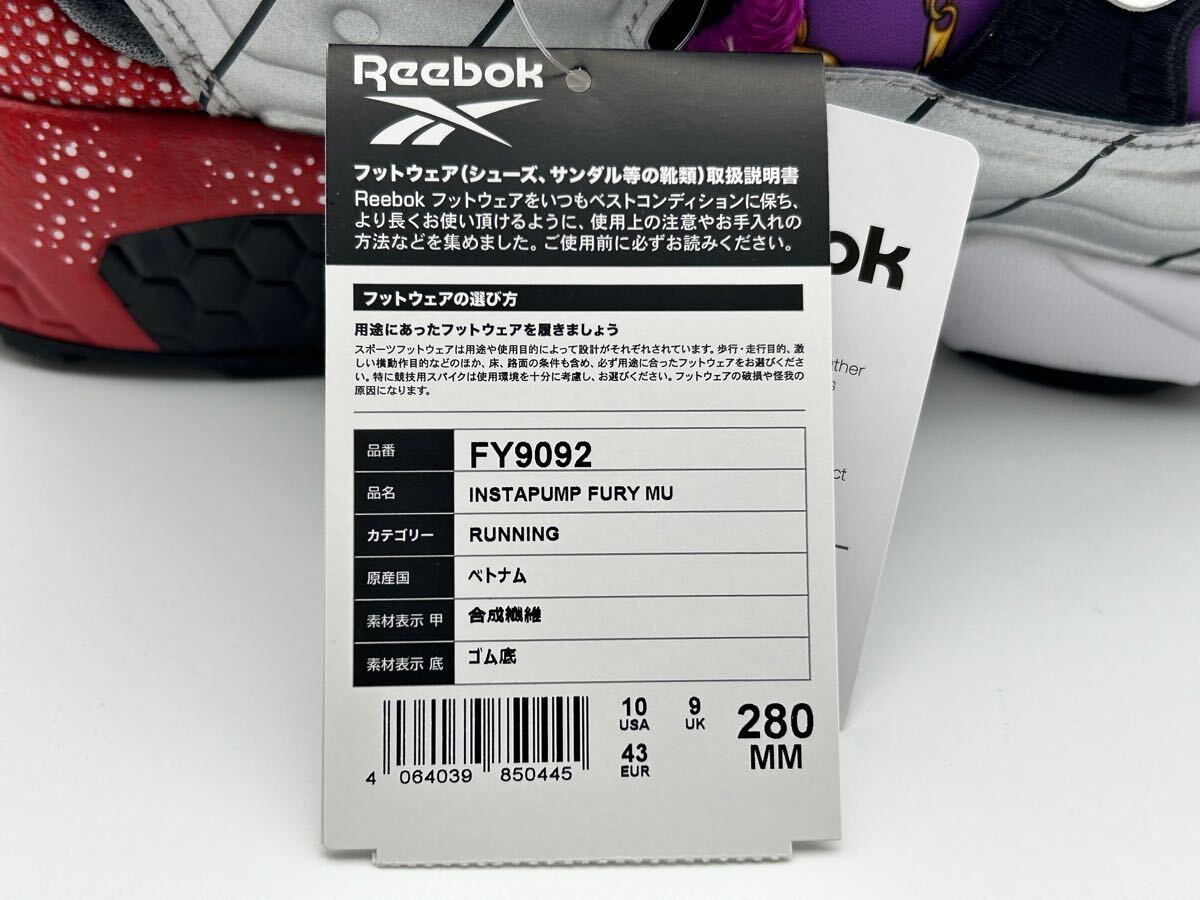 Reebok
フットウェア(シューズ、サンダル等の靴類)取扱説明書
Reebok フットウェアをいつもベストコンディションに保ち、
より長くお使い頂けるように、使用上の注意やお手入れの
方法などを集めました。ご使用前に必ずお読みください。
フットウェアの選び方
用途にあったフットウェアを履きましょう
スポーツフットウェアは用途や使用目的によって設計がそれぞれされています。歩行・走行目的、激
しい横動作目的などのほか、床、路面の条件も含め、必ず用途に合ったフットウェアをお選びくださ
い。特に競技用スパイクは使用環境を十分に考慮し、お選びください。フットウェアの破損や怪我の
原因になります。
品番 FY9092
品名 INSTAPUMP FURY MU
カテゴリー RUNNING
原産国 ベトナム
素材表示 甲 合成繊維
素材表示 底 ゴム底
10 USA
9 UK
43 EUR
280 MM
4 064039 850445
ok